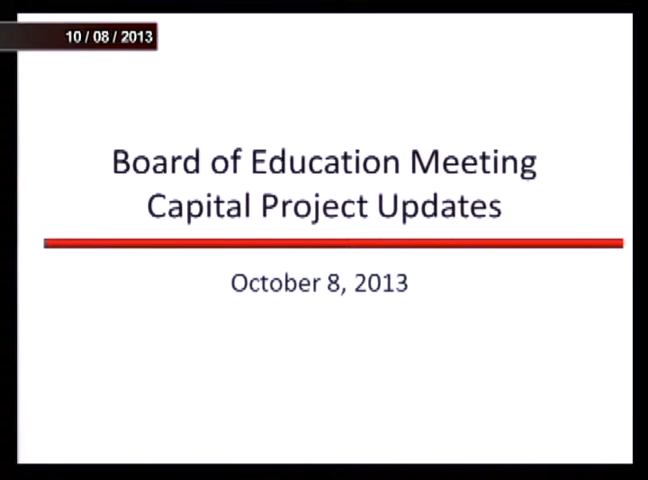 10 / 08 / 2013
Board of Education Meeting
Capital Project Updates
October 8, 2013